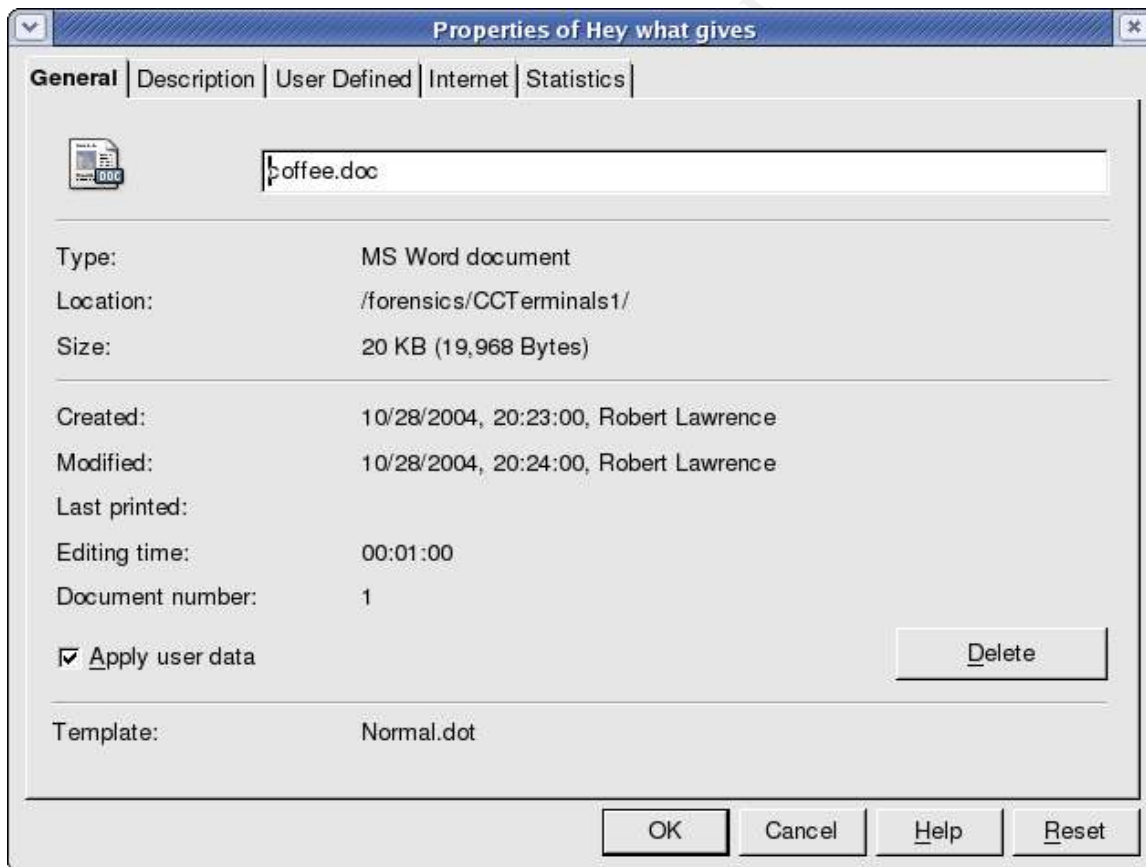 Properties of Hey what gives
General Description User Defined Internet Statistics
DOC
coffee.doc
Type: MS Word document
Location: /forensics/CCTerminals1/
Size: 20 KB (19,968 Bytes)
Created: 10/28/2004, 20:23:00, Robert Lawrence
Modified: 10/28/2004, 20:24:00, Robert Lawrence
Last printed:
Editing time: 00:01:00
Document number: 1
Apply user data
Delete
Template: Normal.dot
OK Cancel Help Reset